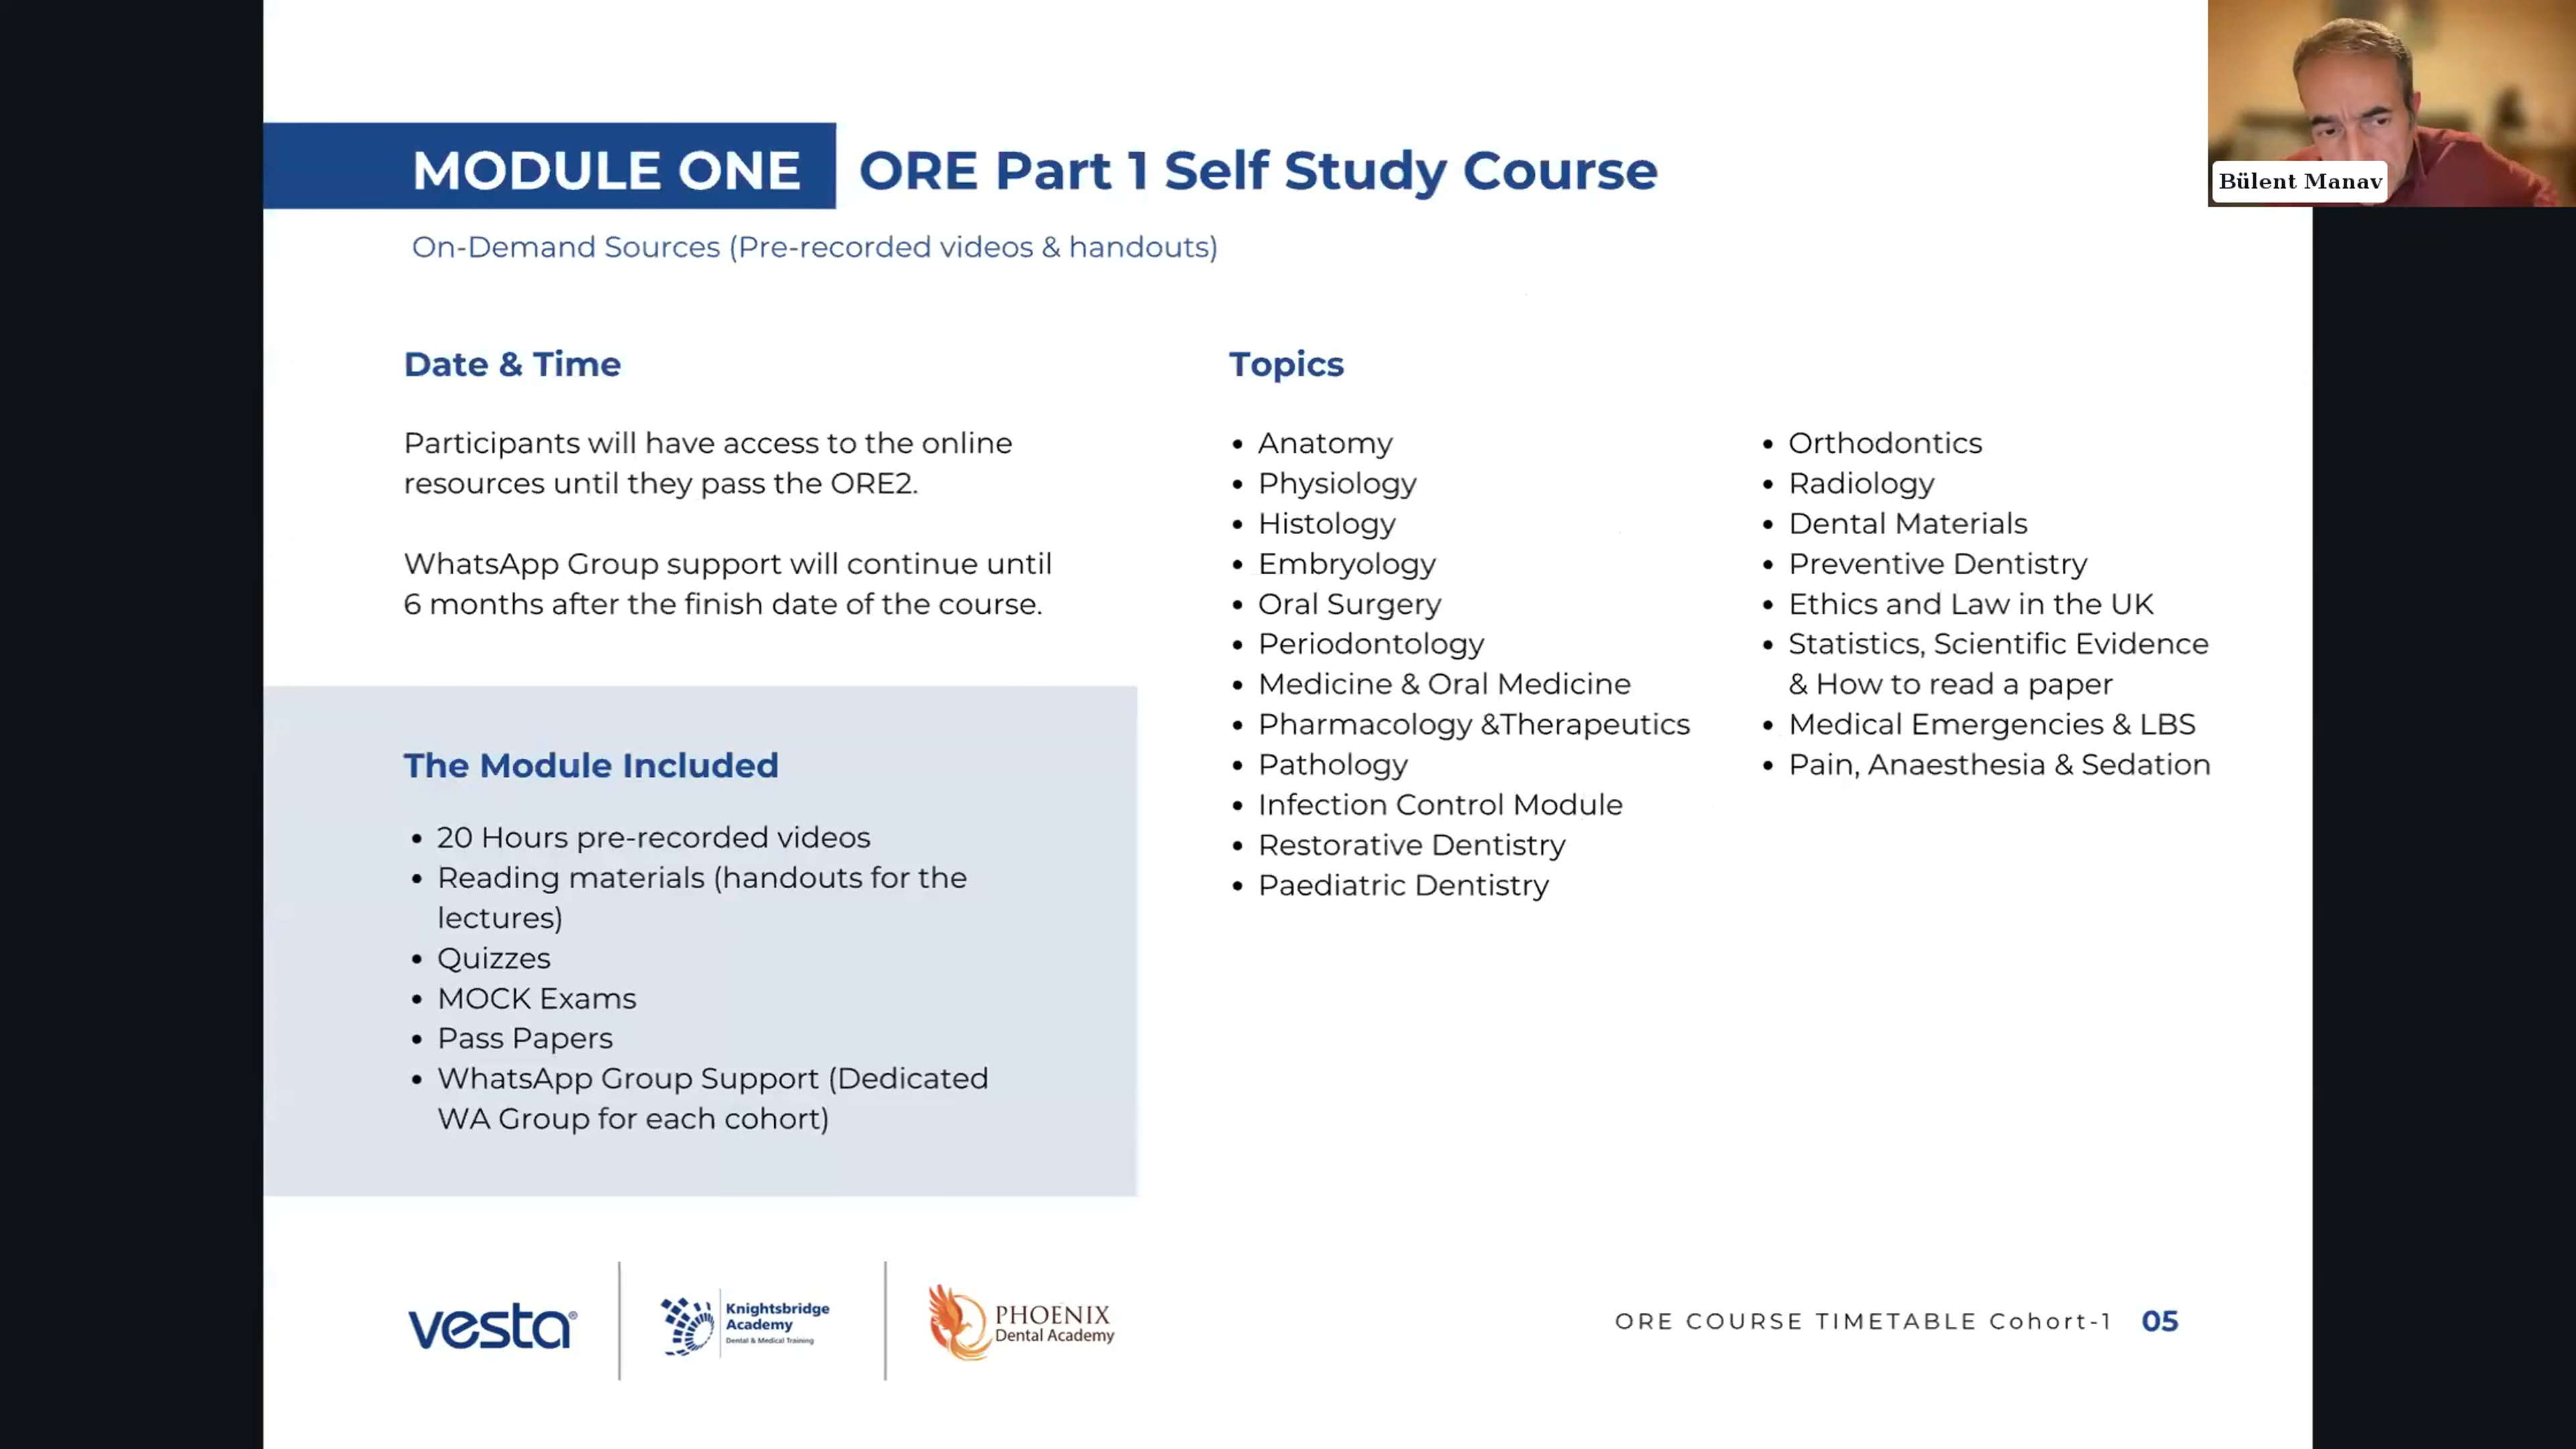 MODULE ONE
ORE Part 1 Self Study Course
On-Demand Sources (Pre-recorded videos & handouts)
Bülent Manav
Date & Time
Participants will have access to the online
resources until they pass the ORE2.
WhatsApp Group support will continue until
6 months after the finish date of the course.
The Module Included
• 20 Hours pre-recorded videos
• Reading materials (handouts for the
lectures)
• Quizzes
• MOCK Exams
• Pass Papers
• WhatsApp Group Support (Dedicated
WA Group for each cohort)
Topics
• Anatomy
• Physiology
• Histology
• Embryology
• Oral Surgery
• Periodontology
• Medicine & Oral Medicine
• Pharmacology &Therapeutics
• Pathology
• Infection Control Module
• Restorative Dentistry
• Paediatric Dentistry
• Orthodontics
• Radiology
• Dental Materials
• Preventive Dentistry
• Ethics and Law in the UK
• Statistics, Scientific Evidence
& How to read a paper
• Medical Emergencies & LBS
• Pain, Anaesthesia & Sedation
vesta®
Knightsbridge
Academy
Dental & Medical Training
PHOENIX
Dental Academy
ORE COURSE TIMETABLE Cohort-1 05